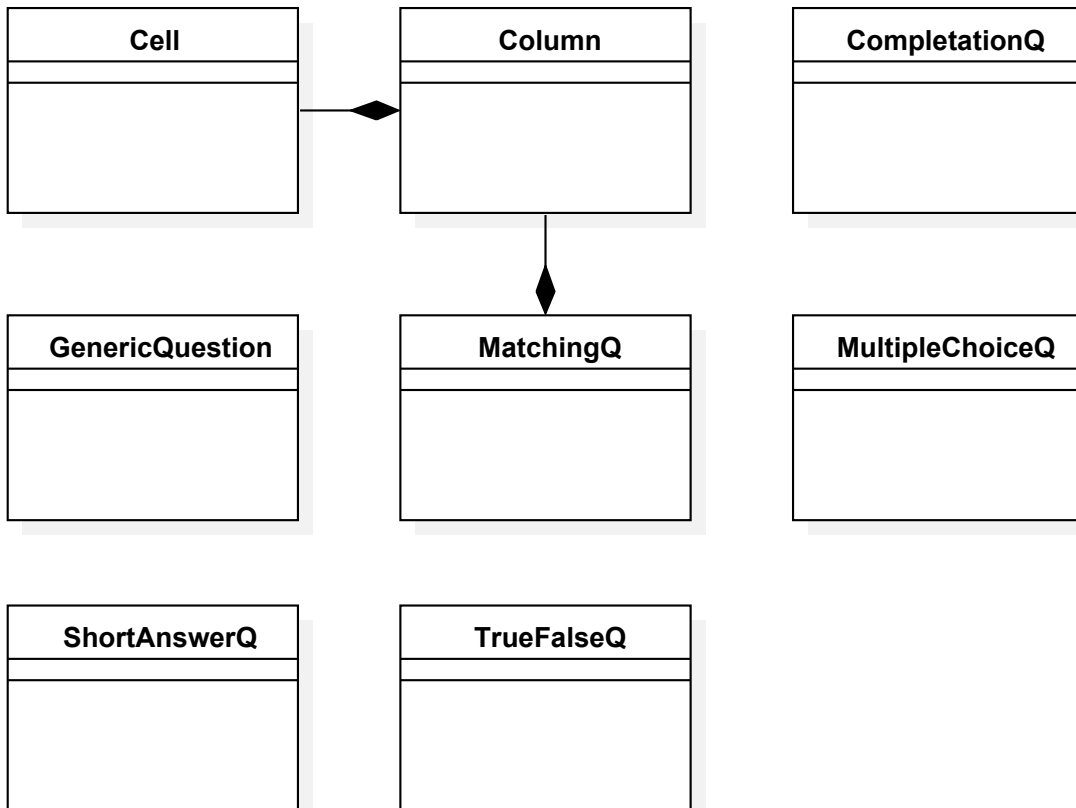 Cell
Column
CompletationQ
GenericQuestion
MatchingQ
MultipleChoiceQ
ShortAnswerQ
TrueFalseQ